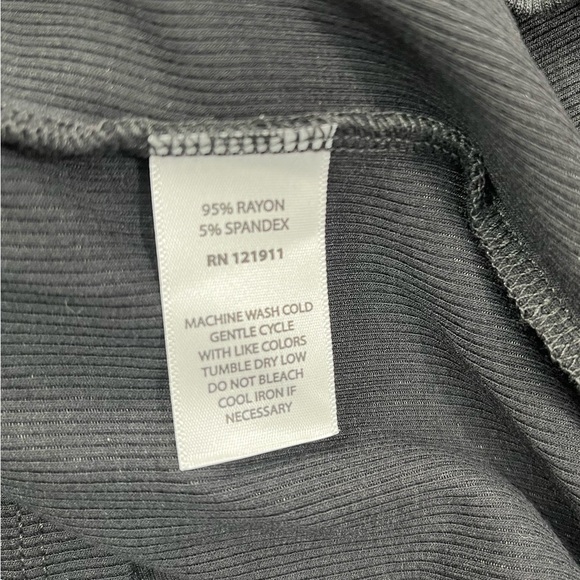 95% RAYON
5% SPANDEX
RN 121911
MACHINE WASH COLD
GENTLE CYCLE
WITH LIKE COLORS
TUMBLE DRY LOW
DO NOT BLEACH
COOL IRON IF
NECESSARY